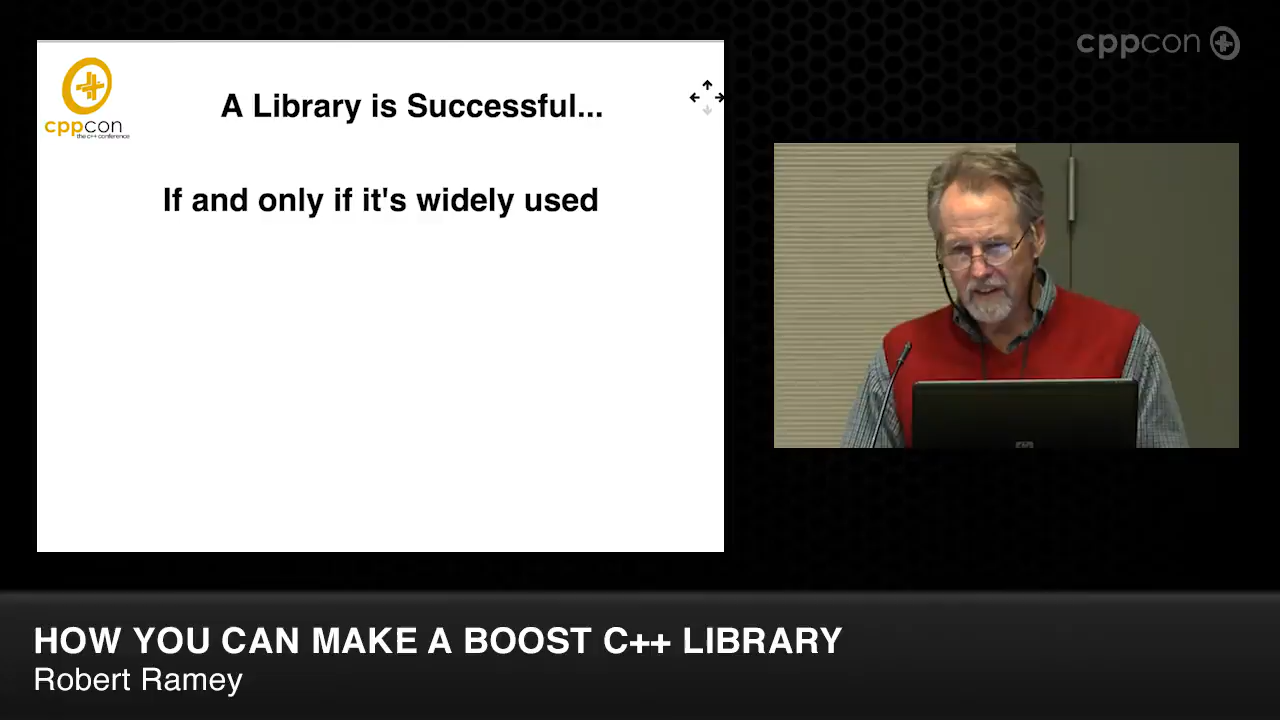 cppcon
cppcon
the c++ conference
A Library is Successful...
If and only if it's widely used
HOW YOU CAN MAKE A BOOST C++ LIBRARY
Robert Ramey